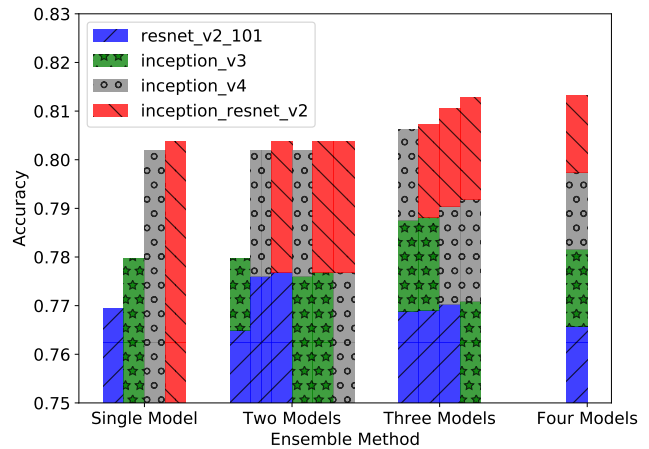 0.83
0.82
0.81
0.80
0.79
0.78
0.77
0.76
0.75
Accuracy
resnet_v2_101
inception_v3
inception_v4
inception_resnet_v2
Single Model Two Models Three Models Four Models
Ensemble Method